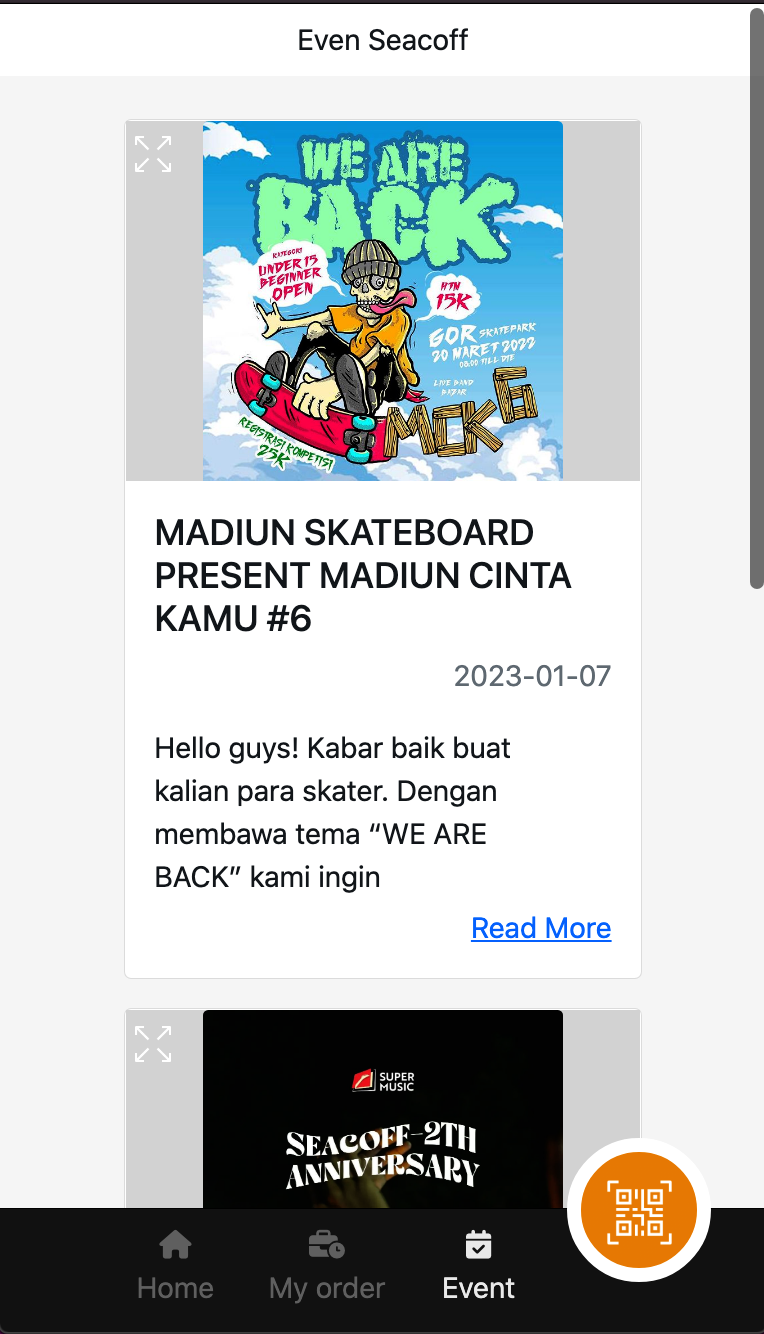 Even Seacoff
WE ARE
BACK
KATEGORI
UNDER 15
BEGINNER
OPEN
HTM
15K
GOR SKATEPARK
20 MARET 2022
08:00 TILL DIE
LIVE BAND
BAZAR
MCK6
REGISTRASI KOMPETISI
25K
MADIUN SKATEBOARD
PRESENT MADIUN CINTA
KAMU #6
2023-01-07
Hello guys! Kabar baik buat
kalian para skater. Dengan
membawa tema “WE ARE
BACK” kami ingin
Read More
SUPER
MUSIC
SEACOFF-2TH
ANNIVERSARY
Home
My order
Event